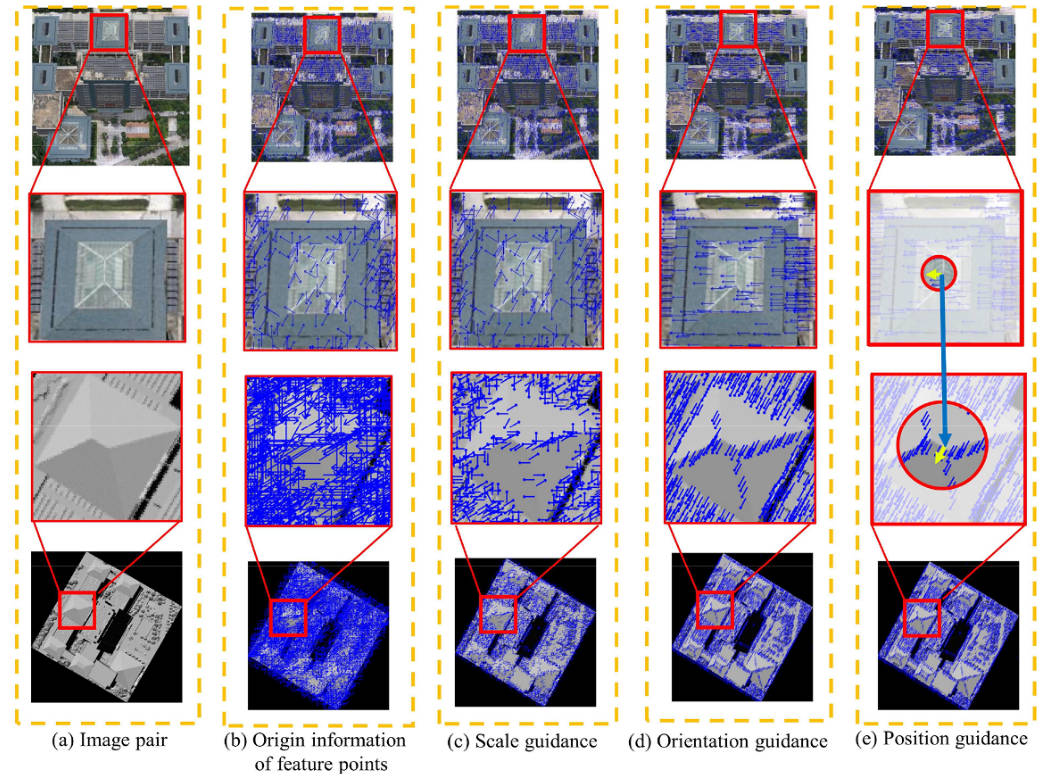 (a) Image pair
(b) Origin information
of feature points
(c) Scale guidance
(d) Orientation guidance
(e) Position guidance